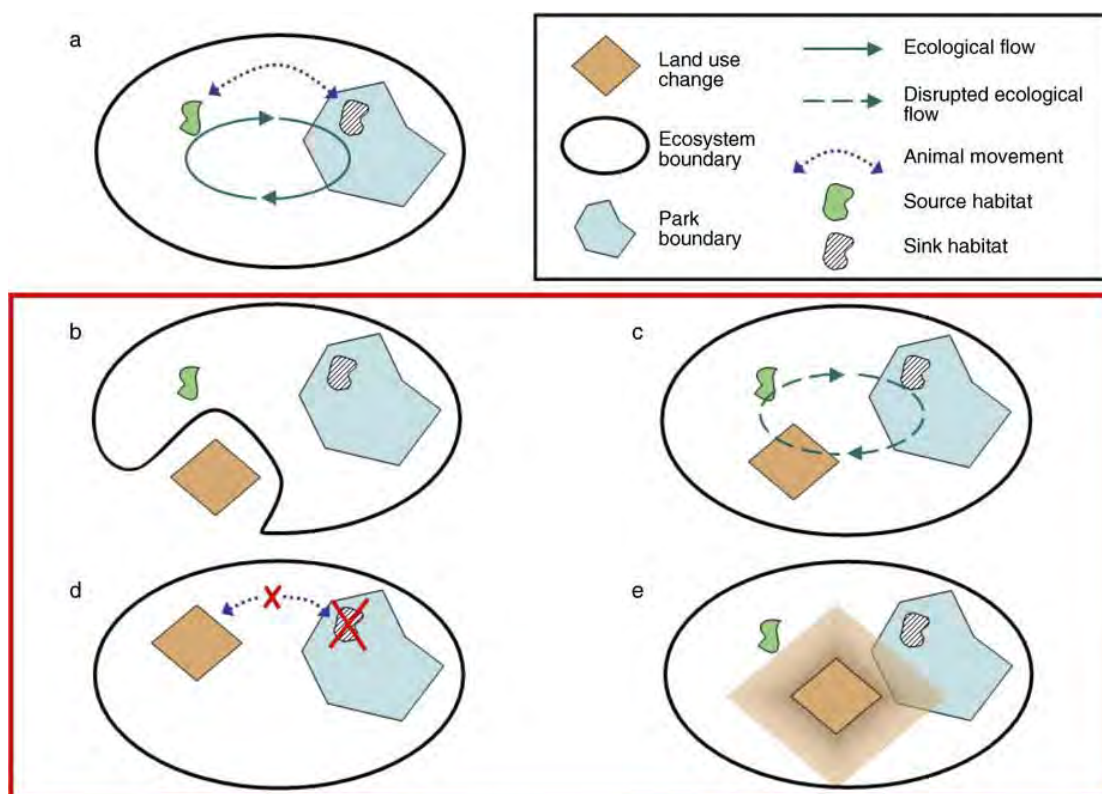 a
Land use
change
Ecosystem
boundary
Park
boundary
Ecological flow
Disrupted ecological
flow
Animal movement
Source habitat
Sink habitat
b
c
d
e